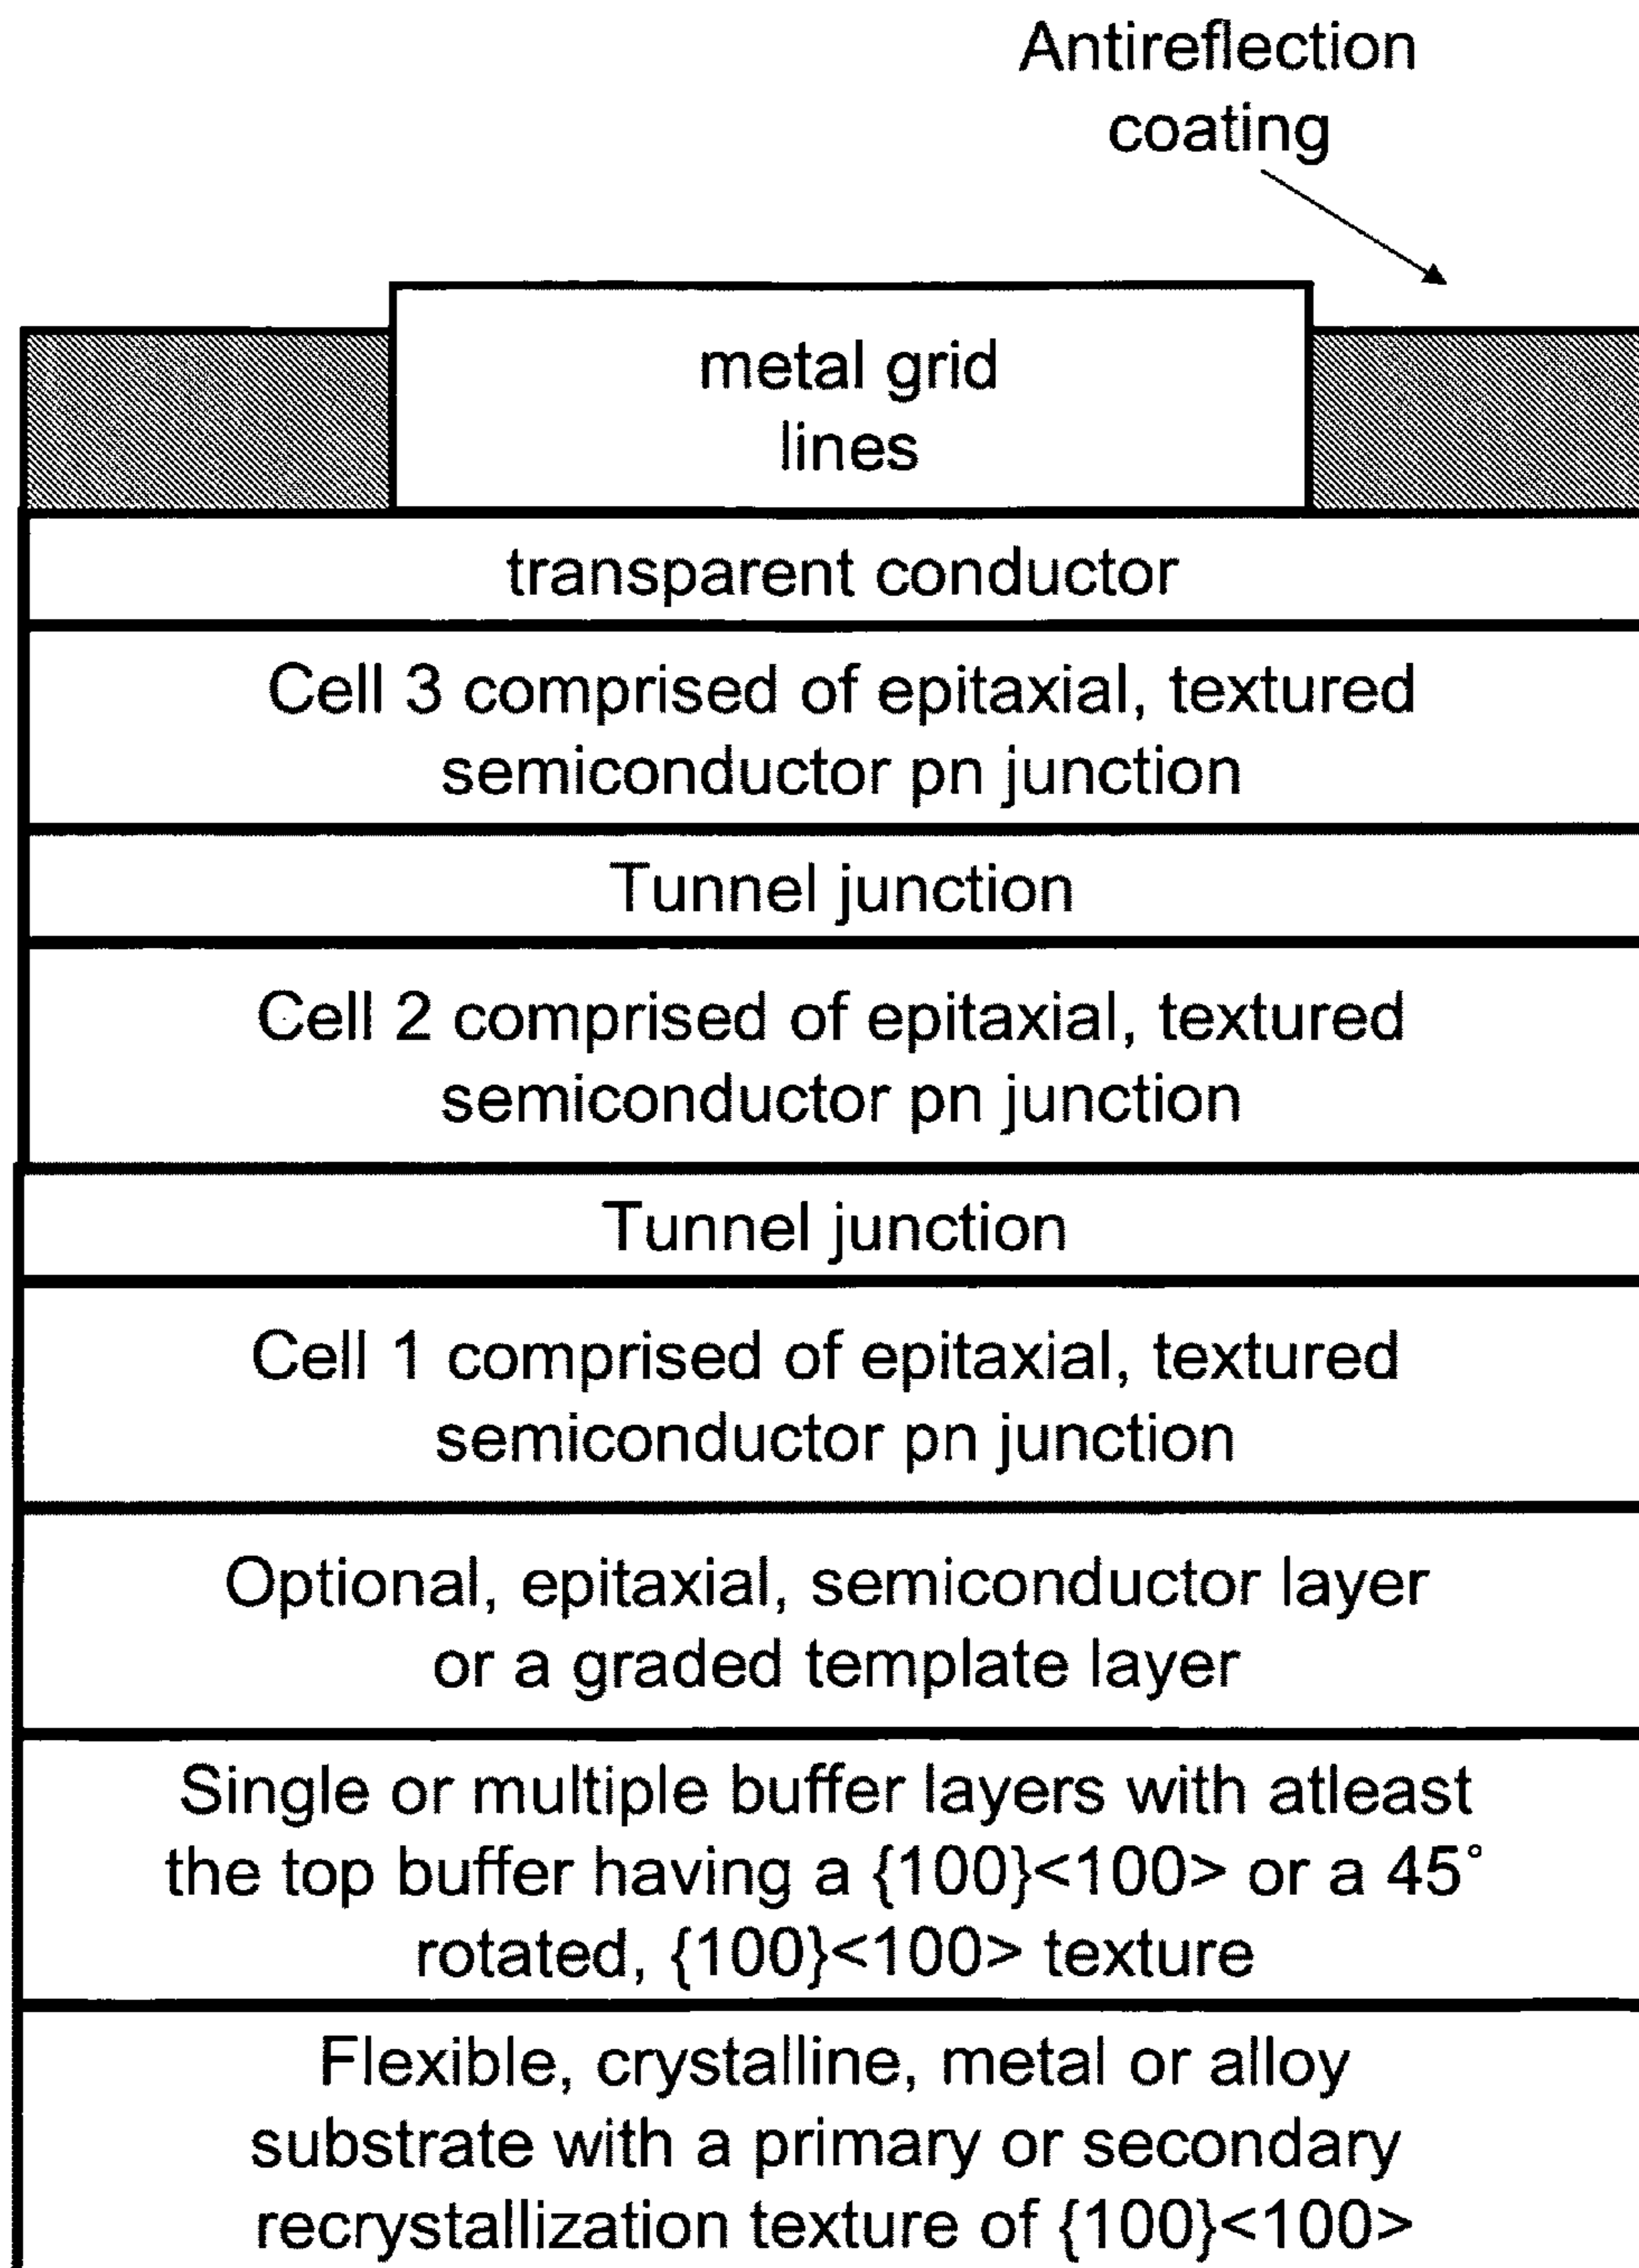 Antireflection
coating
metal grid
lines
transparent conductor
Cell 3 comprised of epitaxial, textured
semiconductor pn junction
Tunnel junction
Cell 2 comprised of epitaxial, textured
semiconductor pn junction
Tunnel junction
Cell 1 comprised of epitaxial, textured
semiconductor pn junction
Optional, epitaxial, semiconductor layer
or a graded template layer
Single or multiple buffer layers with atleast
the top buffer having a {100}<100> or a 45°
rotated, {100}<100> texture
Flexible, crystalline, metal or alloy
substrate with a primary or secondary
recrystallization texture of {100}<100>